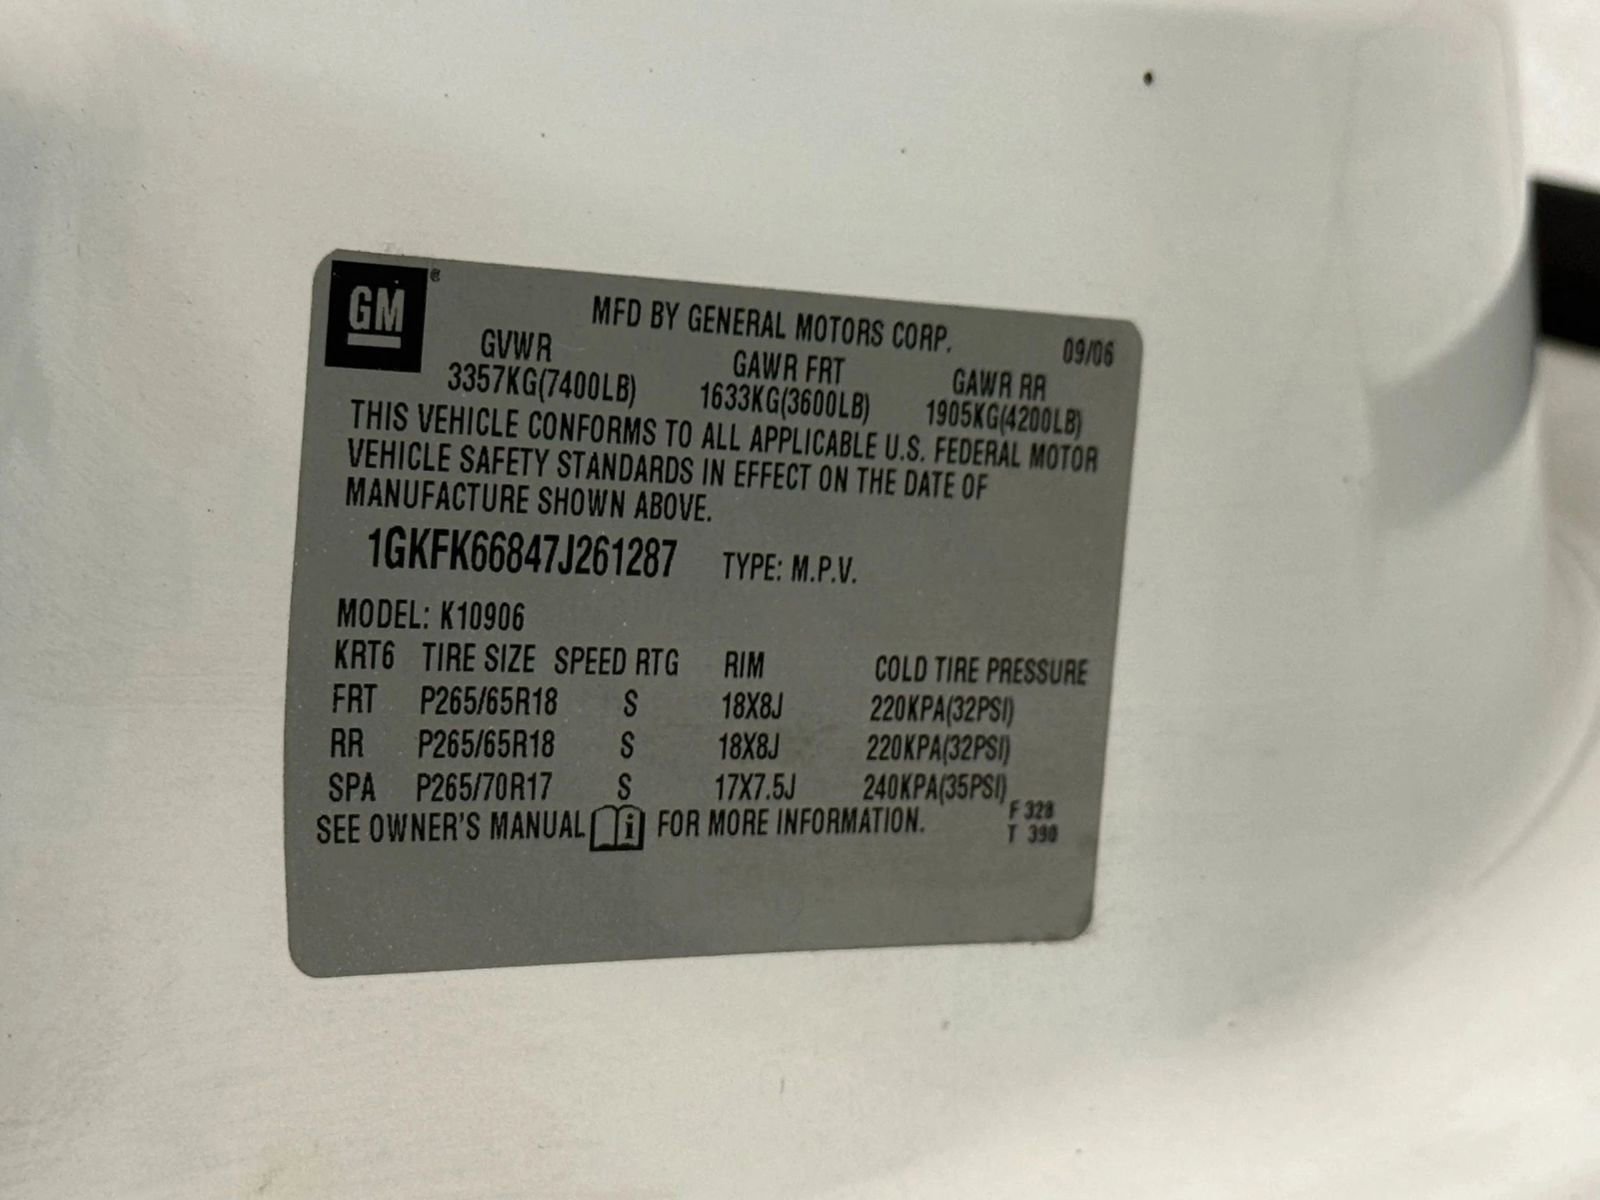 GM®
MFD BY GENERAL MOTORS CORP. 09/06
GVWR GAWR FRT GAWR RR
3357KG(7400LB) 1633KG(3600LB) 1905KG(4200LB)
THIS VEHICLE CONFORMS TO ALL APPLICABLE U.S. FEDERAL MOTOR
VEHICLE SAFETY STANDARDS IN EFFECT ON THE DATE OF
MANUFACTURE SHOWN ABOVE.
1GKFK66847J261287 TYPE: M.P.V.
MODEL: K10906
KRT6 TIRE SIZE SPEED RTG RIM COLD TIRE PRESSURE
FRT P265/65R18 S 18X8J 220KPA(32PSI)
RR P265/65R18 S 18X8J 220KPA(32PSI)
SPA P265/70R17 S 17X7.5J 240KPA(35PSI)
SEE OWNER'S MANUAL i FOR MORE INFORMATION.
F 328
T 390